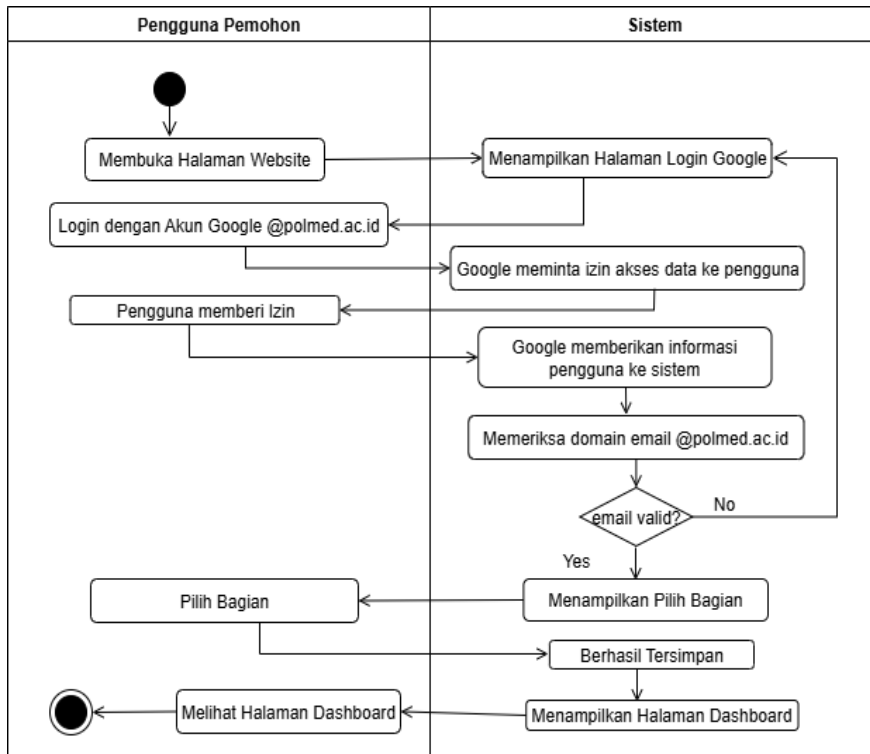 Pengguna Pemohon
Sistem
Membuka Halaman Website
Menampilkan Halaman Login Google
Login dengan Akun Google @polmed.ac.id
Google meminta izin akses data ke pengguna
Pengguna memberi Izin
Google memberikan informasi
pengguna ke sistem
Memeriksa domain email @polmed.ac.id
email valid?
No
Yes
Menampilkan Pilih Bagian
Pilih Bagian
Berhasil Tersimpan
Menampilkan Halaman Dashboard
Melihat Halaman Dashboard